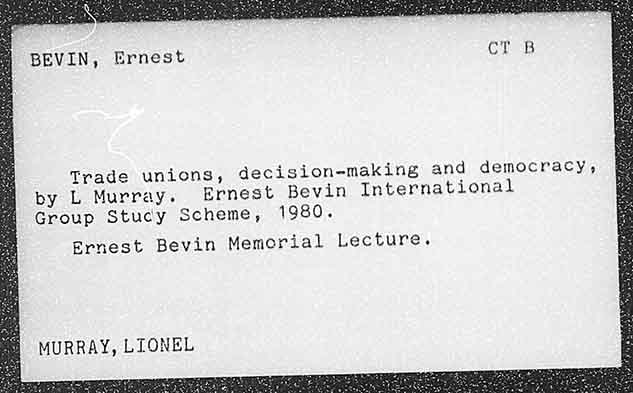 BEVIN, Ernest
CT B
Trade unions, decision-making and democracy,
by L Murray. Ernest Bevin International
Group Study Scheme, 1980.
Ernest Bevin Memorial Lecture.
MURRAY, LIONEL